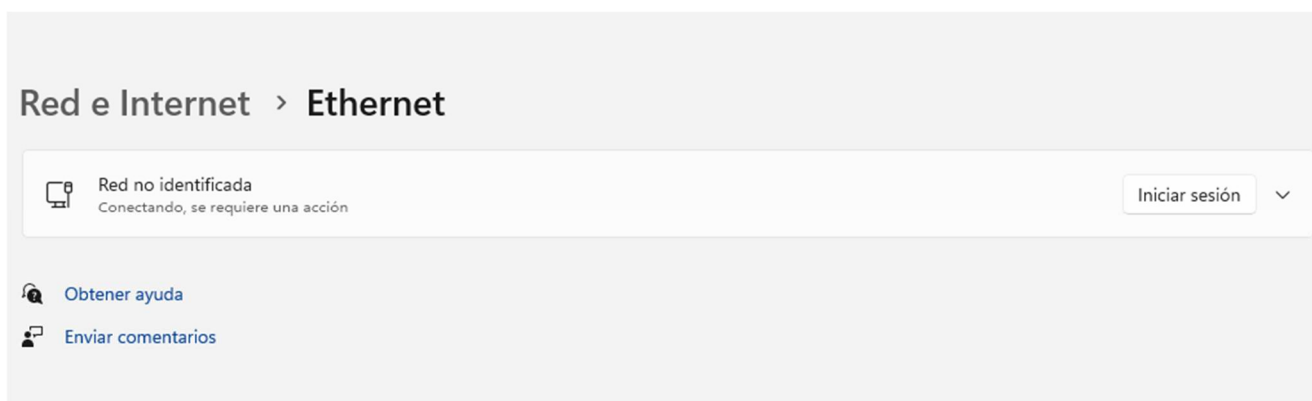 Red e Internet > Ethernet
Red no identificada
Conectando, se requiere una acción
Iniciar sesión
Obtener ayuda
Enviar comentarios